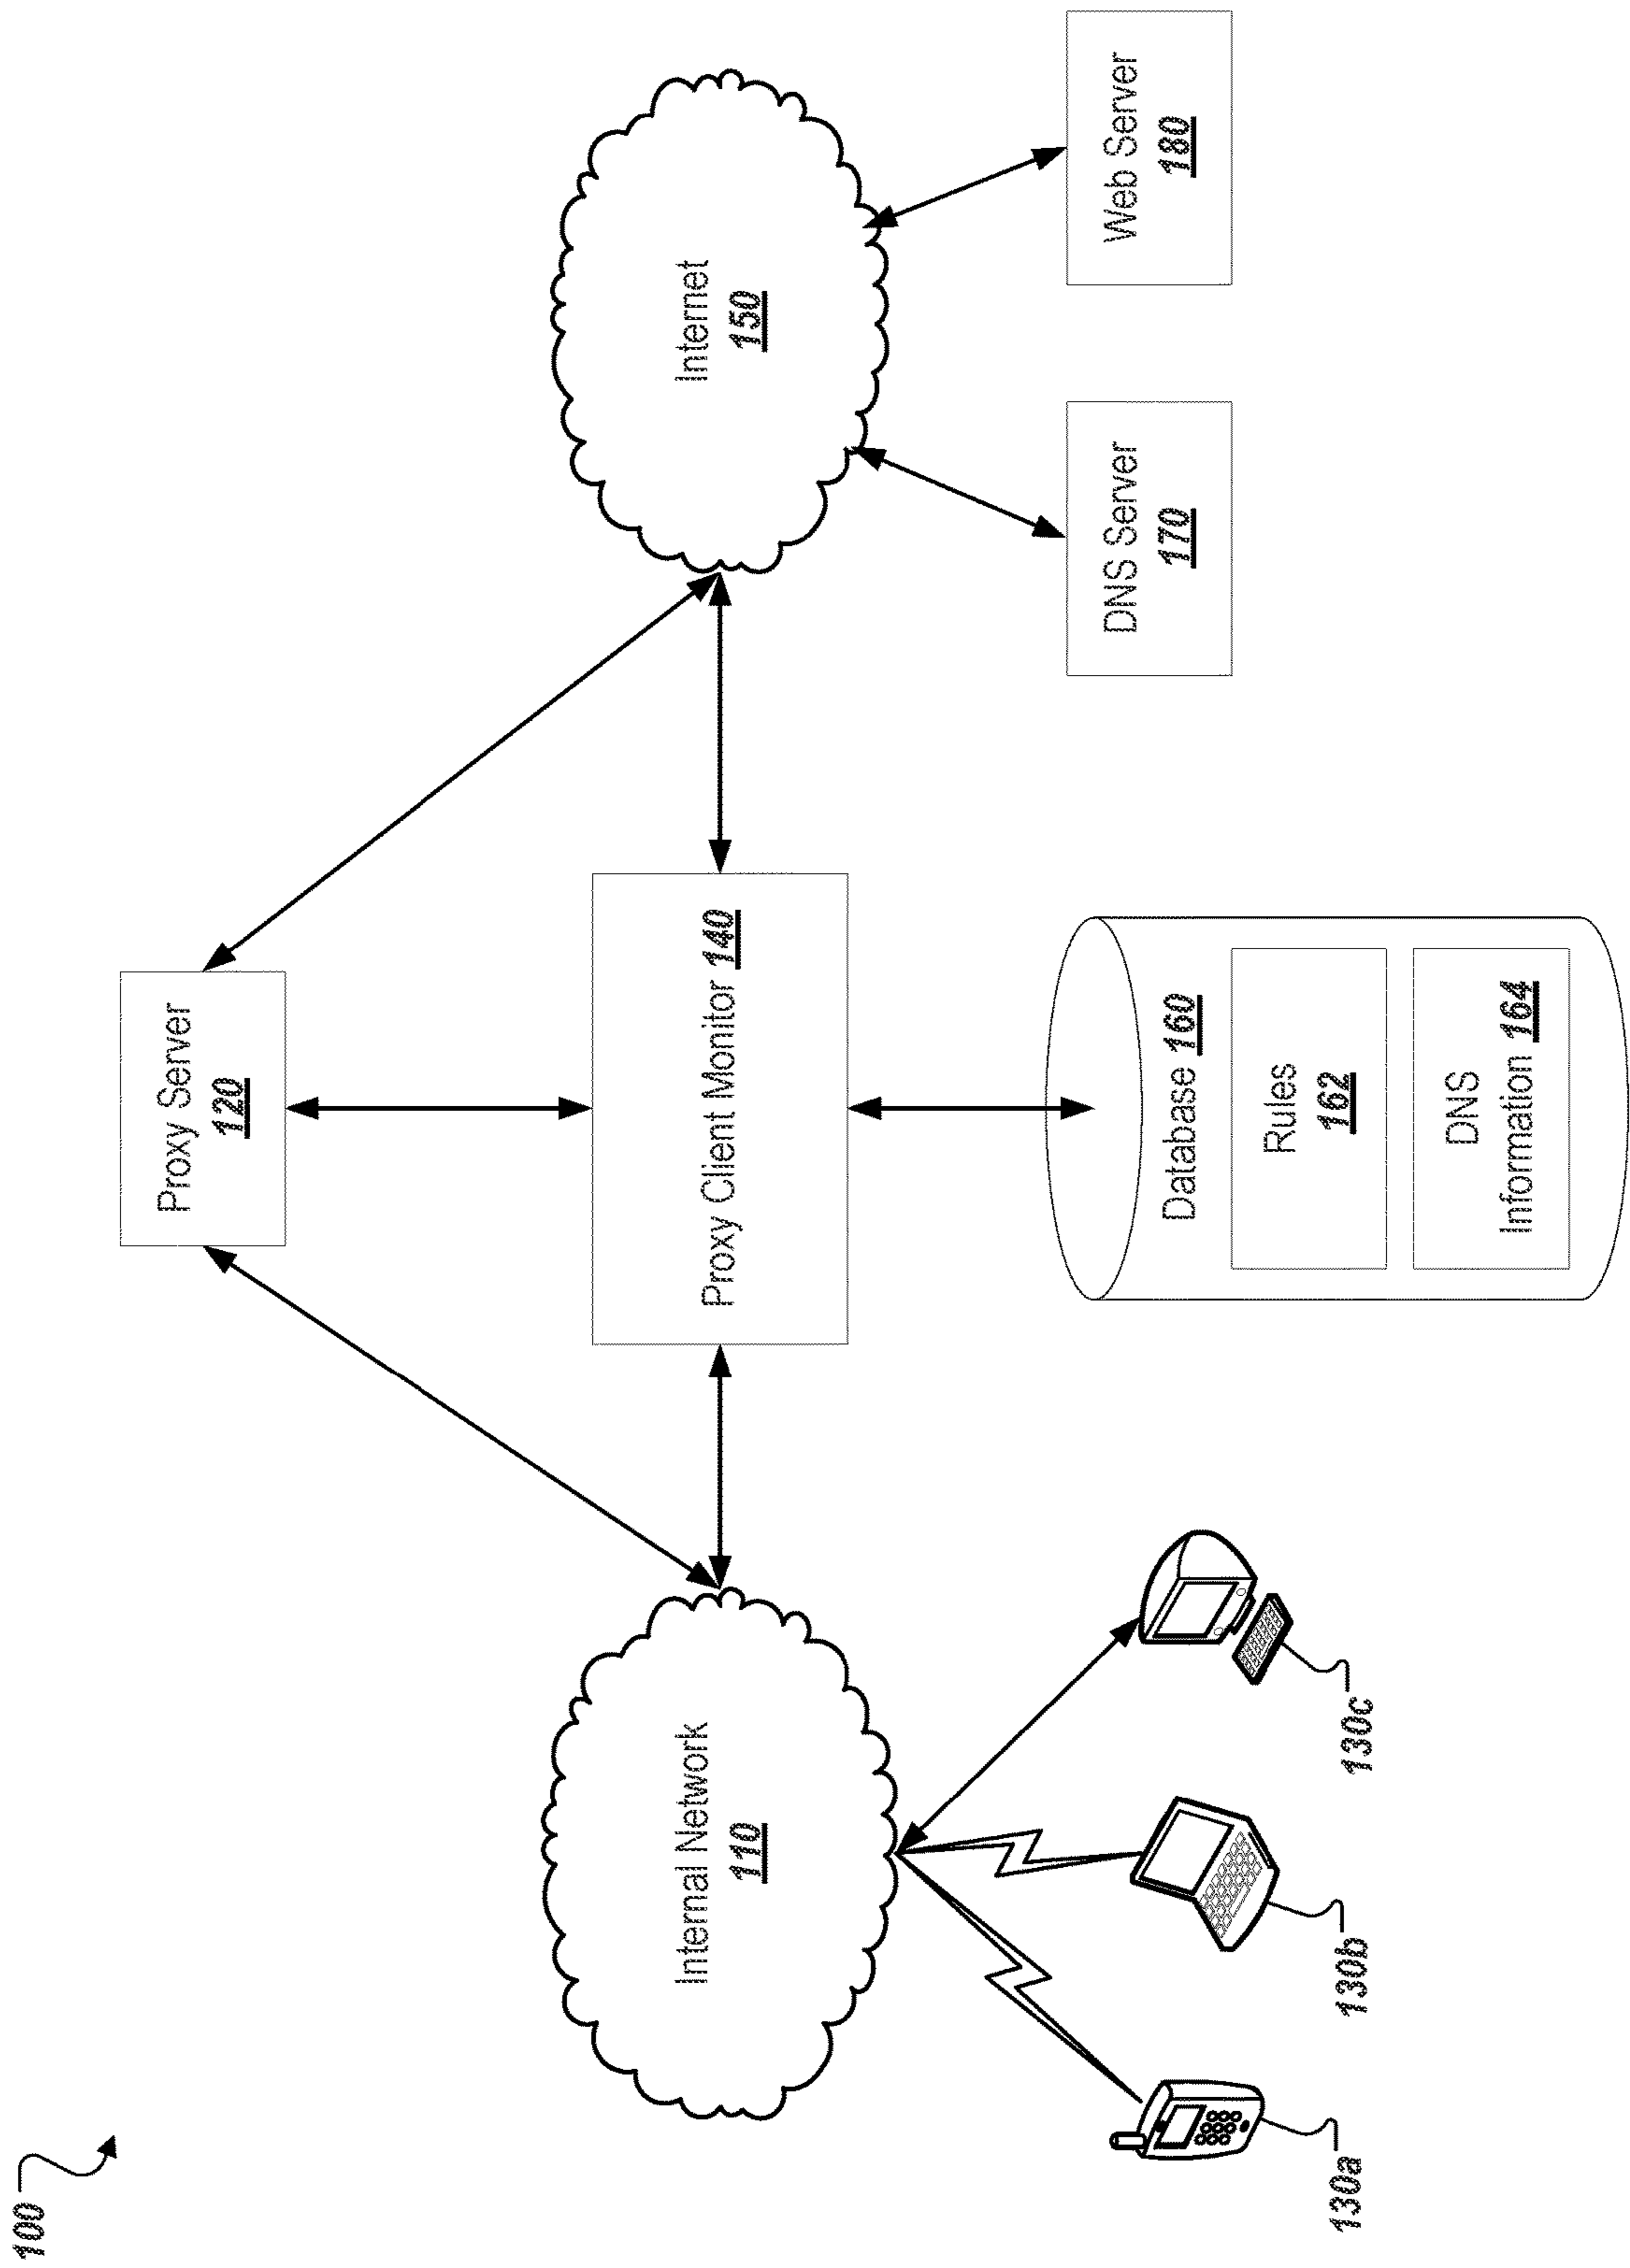 100
Proxy Server
120
Internal Network
110
Proxy Client Monitor 140
Internet
150
130a
130b
130c
Database 160
Rules
162
DNS
Information 164
DNS Server
170
Web Server
180